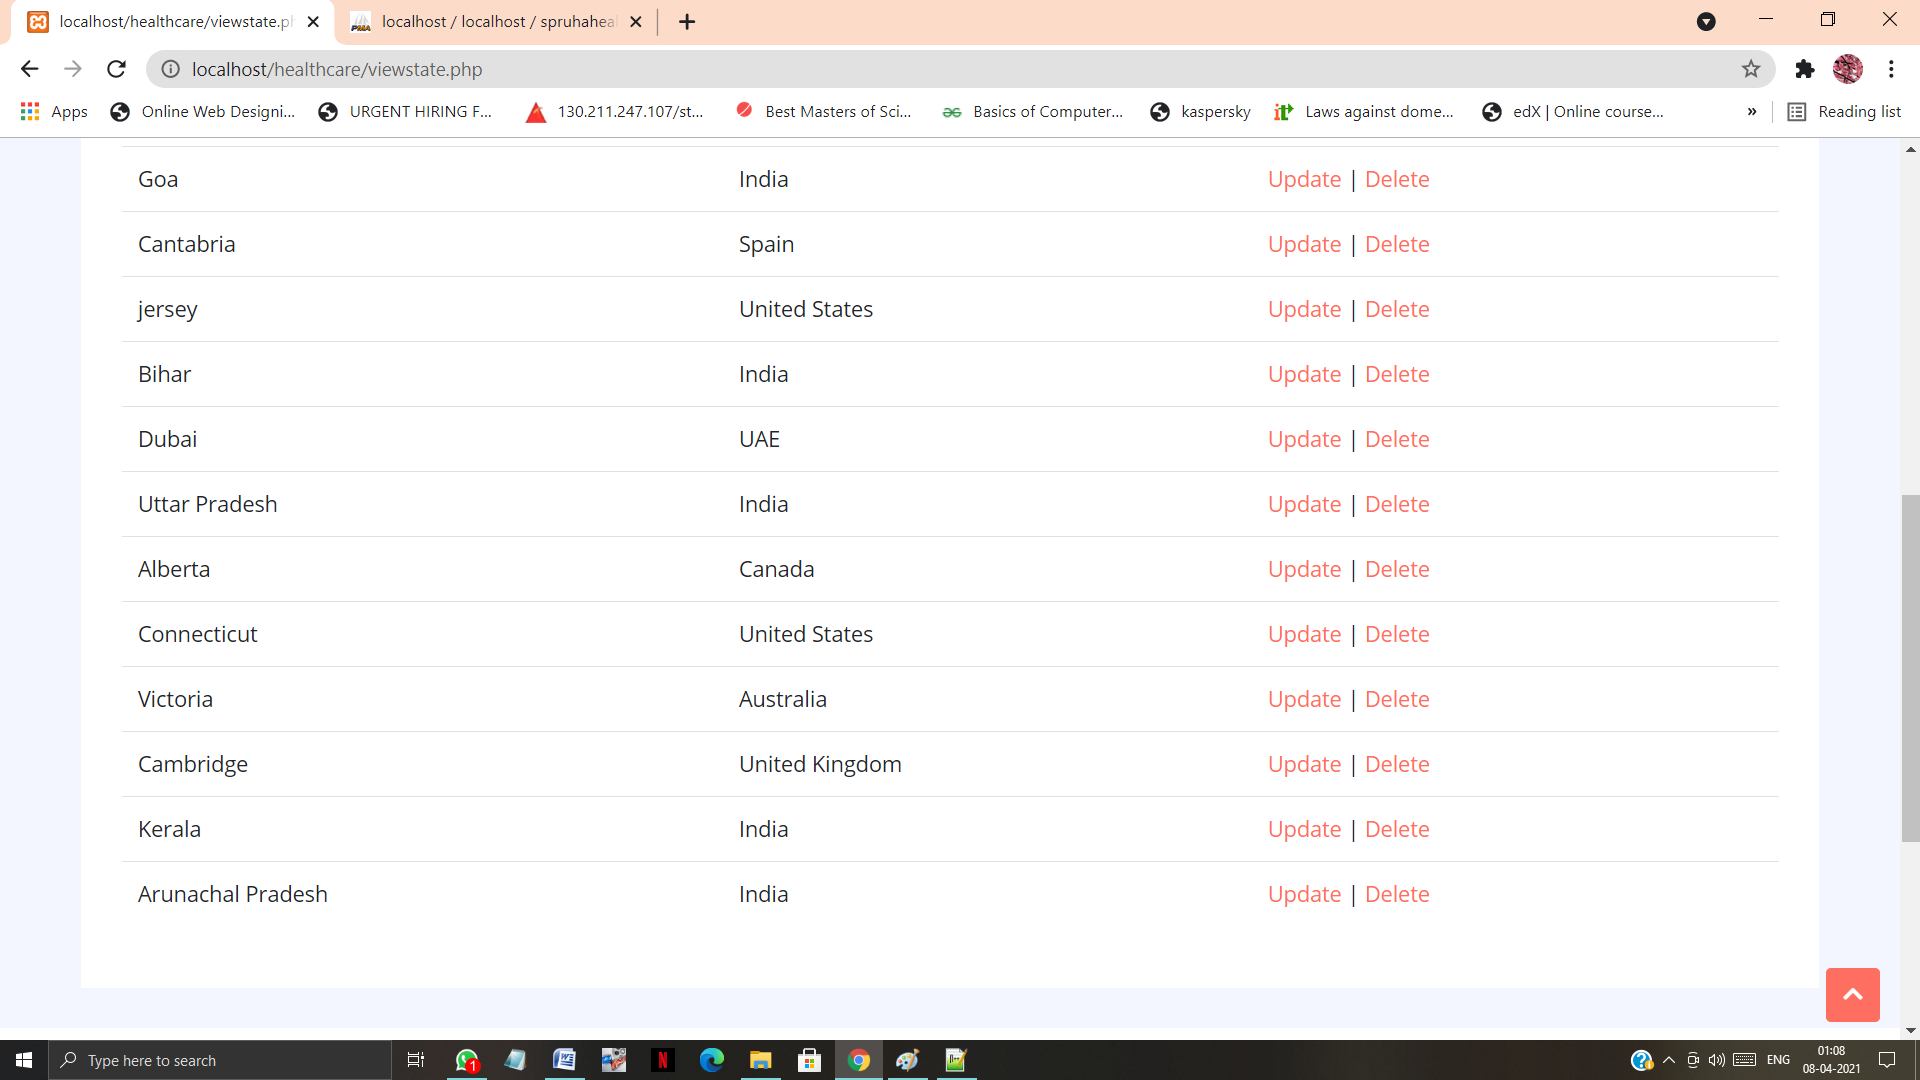 localhost/healthcare/viewstate.p
localhost / localhost / spruhaheal
localhost/healthcare/viewstate.php
Apps
Online Web Designi...
URGENT HIRING F...
130.211.247.107/st...
Best Masters of Sci...
Basics of Computer...
kaspersky
Laws against dome...
edX | Online course...
»
Reading list
Goa India Update | Delete
Cantabria Spain Update | Delete
jersey United States Update | Delete
Bihar India Update | Delete
Dubai UAE Update | Delete
Uttar Pradesh India Update | Delete
Alberta Canada Update | Delete
Connecticut United States Update | Delete
Victoria Australia Update | Delete
Cambridge United Kingdom Update | Delete
Kerala India Update | Delete
Arunachal Pradesh India Update | Delete
Type here to search
1
ENG
01:08
08-04-2021